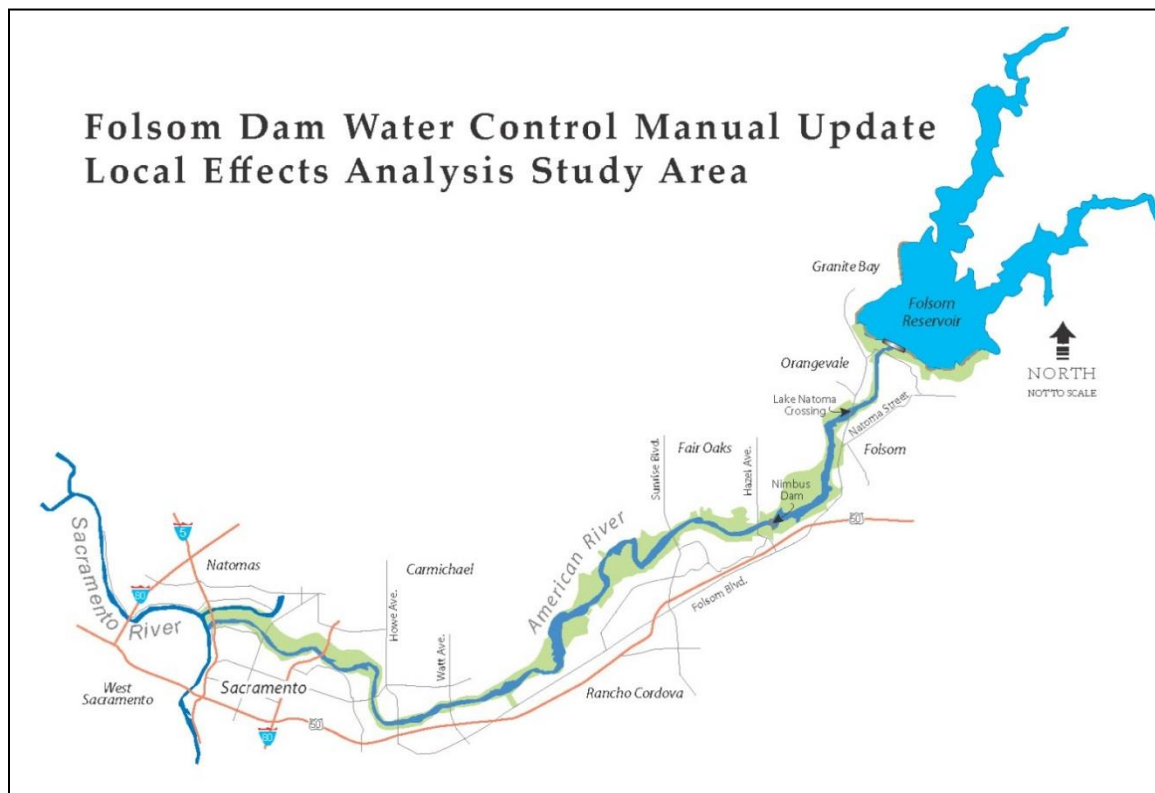 Folsom Dam Water Control Manual Update
Local Effects Analysis Study Area
Granite Bay
Folsom
Reservoir
NORTH
NOT TO SCALE
Orangevale
Lake Natoma
Crossing
Natoma Street
Folsom
Fair Oaks
Sunrise Blvd.
Hazel Ave.
Nimbus
Dam
50
American River
Folsom Blvd.
Sacramento
River
5
Natomas
80
Carmichael
Howe Ave.
Watt Ave.
Rancho Cordova
West
Sacramento
Sacramento
50
80